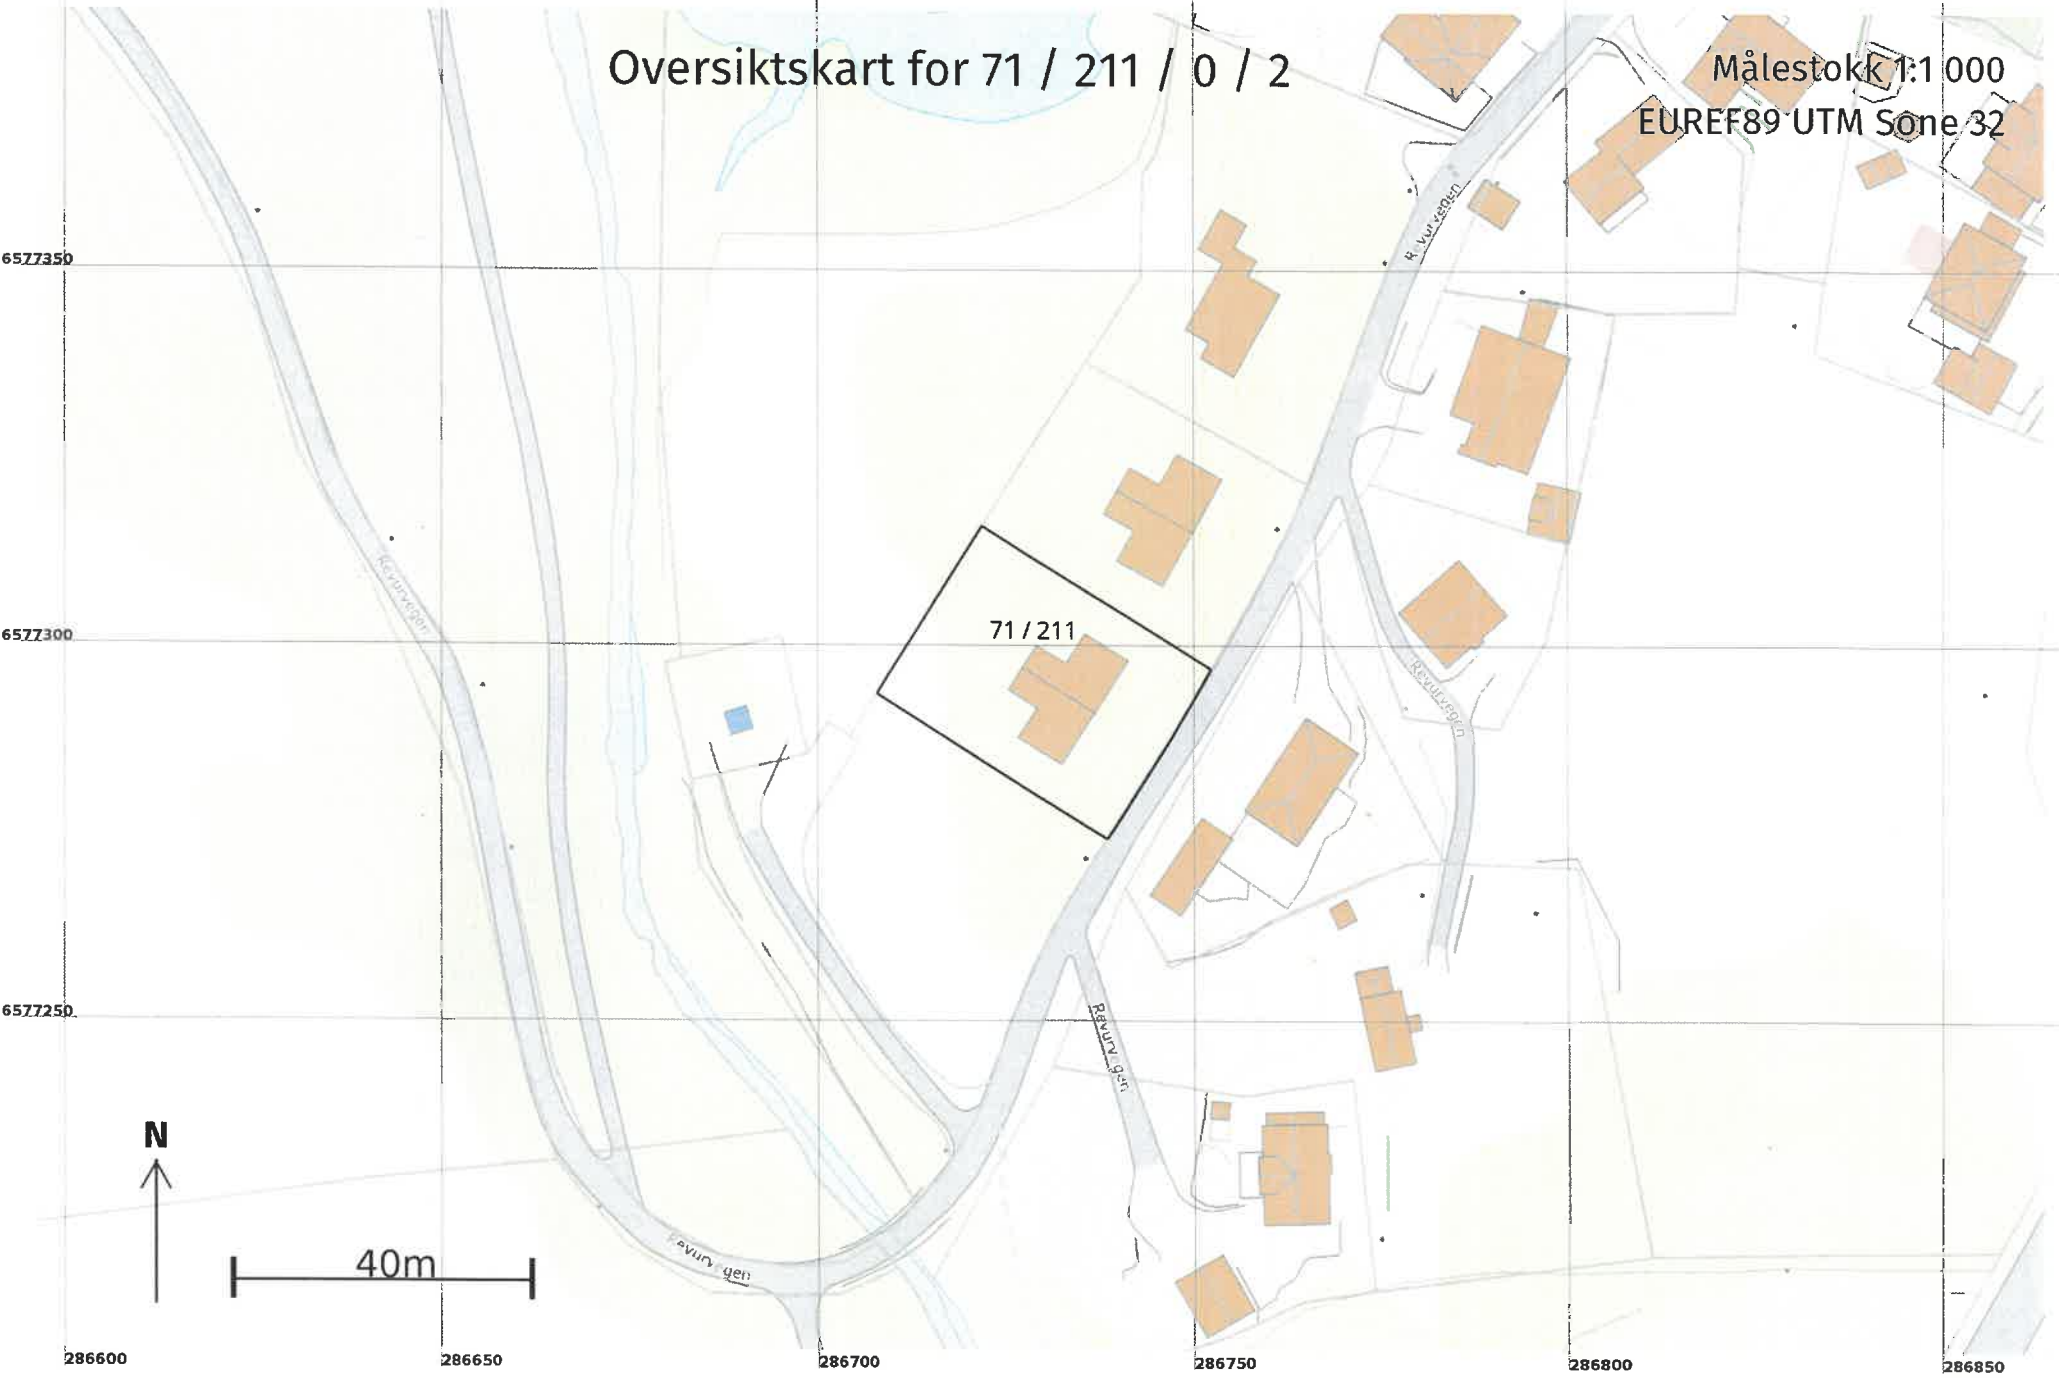 Oversiktskart for 71 / 211 / 0 / 2
Målestokk 1:1 000
EUREF89 UTM Sone 32
Revurvegen
6577350
Revurvegen
71 / 211
6577300
Revurvegen
6577250
Revurvegen
N
40m
286600
286650
286700
286750
286800
286850